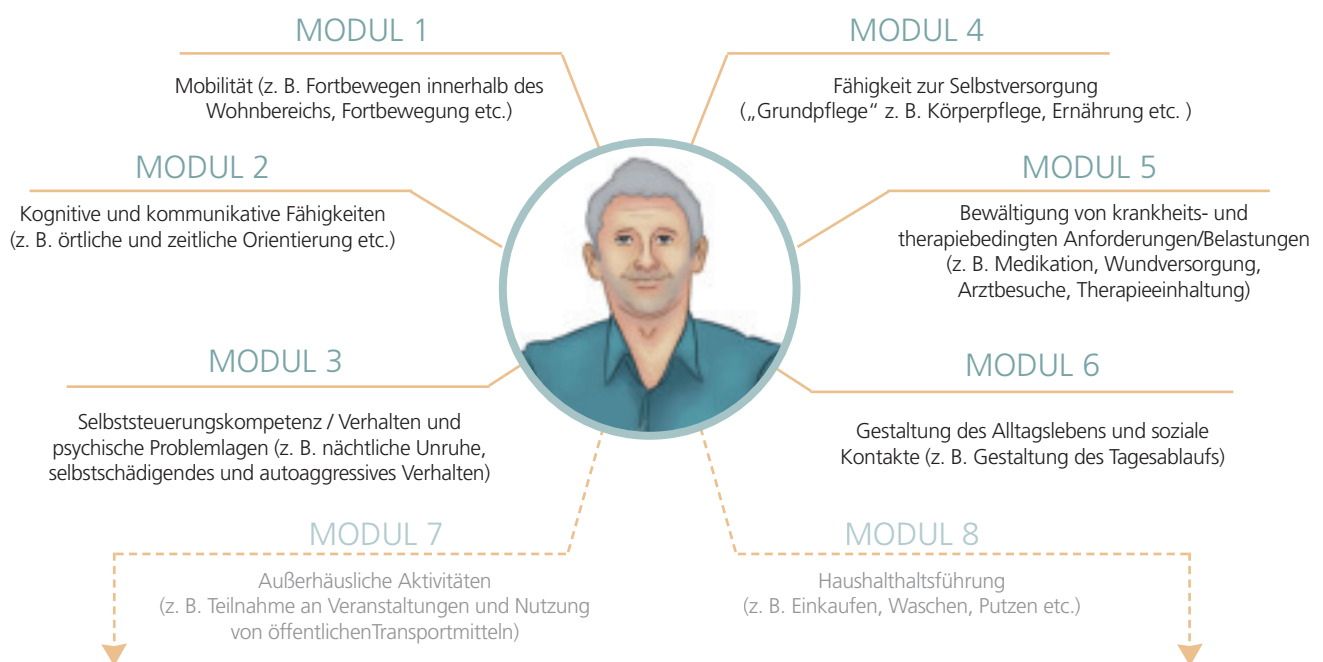 MODUL 1
Mobilität (z. B. Fortbewegen innerhalb des
Wohnbereichs, Fortbewegung etc.)
MODUL 4
Fähigkeit zur Selbstversorgung
(„Grundpflege“ z. B. Körperpflege, Ernährung etc. )
MODUL 2
Kognitive und kommunikative Fähigkeiten
(z. B. örtliche und zeitliche Orientierung etc.)
MODUL 5
Bewältigung von krankheits- und
therapiebedingten Anforderungen/Belastungen
(z. B. Medikation, Wundversorgung,
Arztbesuche, Therapieeinhaltung)
MODUL 3
Selbststeuerungskompetenz / Verhalten und
psychische Problemlagen (z. B. nächtliche Unruhe,
selbstschädigendes und autoaggressives Verhalten)
MODUL 6
Gestaltung des Alltagslebens und soziale
Kontakte (z. B. Gestaltung des Tagesablaufs)
MODUL 7
Außerhäusliche Aktivitäten
(z. B. Teilnahme an Veranstaltungen und Nutzung
von öffentlichenTransportmitteln)
MODUL 8
Haushalthaltsführung
(z. B. Einkaufen, Waschen, Putzen etc.)